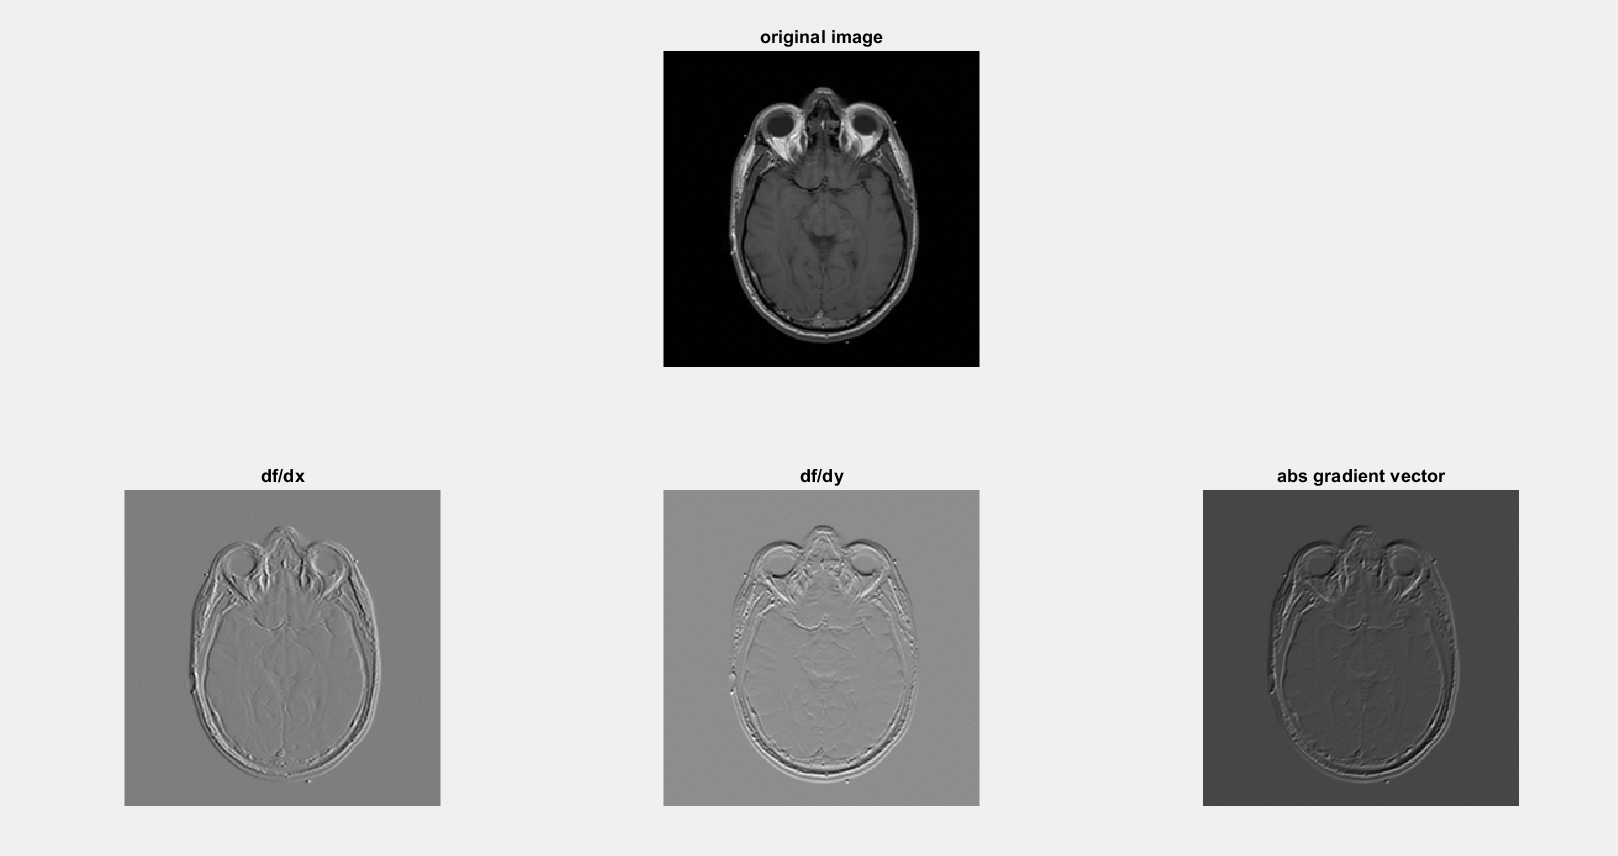 original image
df/dx
df/dy
abs gradient vector